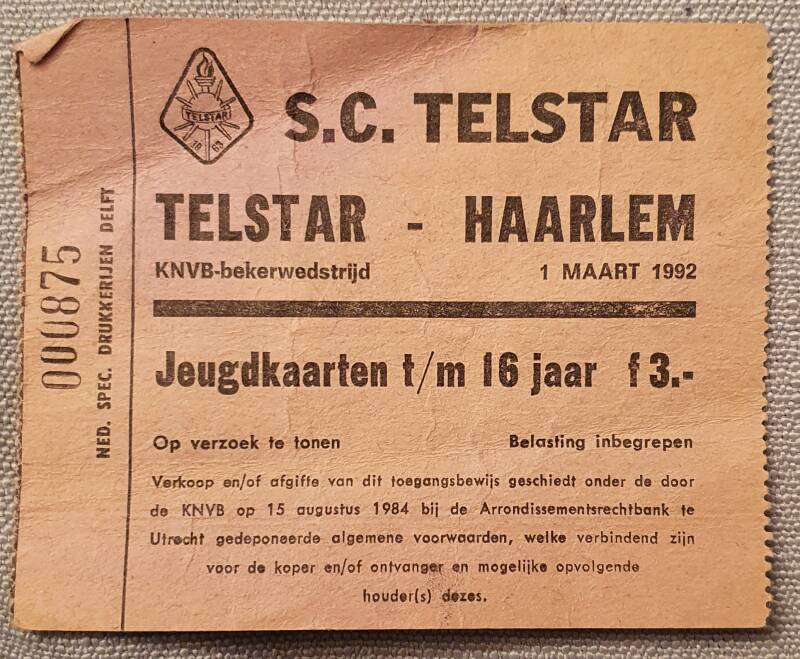 TELSTAR
19 63
S.C. TELSTAR
TELSTAR - HAARLEM
KNVB-bekerwedstrijd 1 MAART 1992
Jeugdkaarten t/m 16 jaar f 3.-
Op verzoek te tonen Belasting inbegrepen
Verkoop en/of afgifte van dit toegangsbewijs geschiedt onder de door
de KNVB op 15 augustus 1984 bij de Arrondissementsrechtbank te
Utrecht gedeponeerde algemene voorwaarden, welke verbindend zijn
voor de koper en/of ontvanger en mogelijke opvolgende
houder(s) dezes.
000875
NED. SPEC. DRUKKERIJEN DELFT